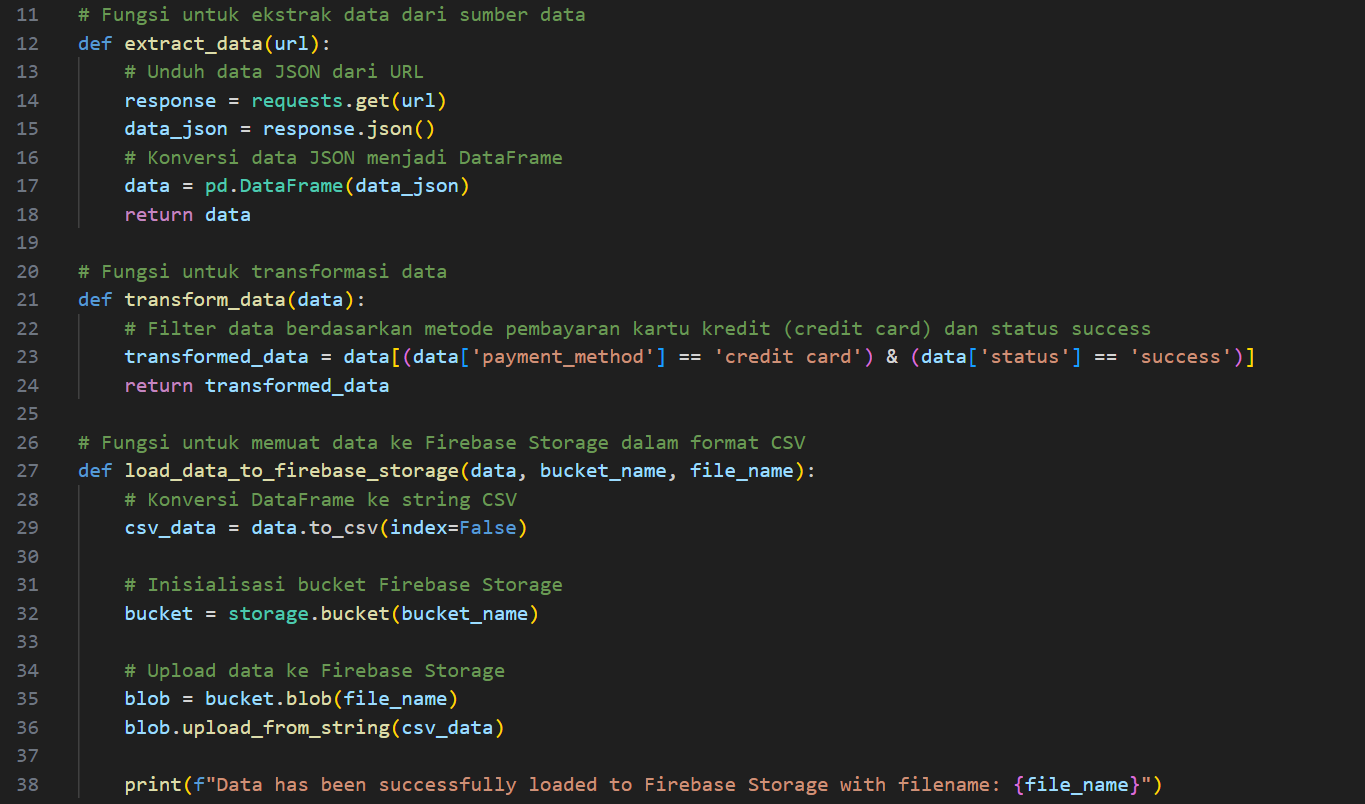 11 # Fungsi untuk ekstrak data dari sumber data
12 def extract_data(url):
13     # Unduh data JSON dari URL
14     response = requests.get(url)
15     data_json = response.json()
16     # Konversi data JSON menjadi DataFrame
17     data = pd.DataFrame(data_json)
18     return data
19
20 # Fungsi untuk transformasi data
21 def transform_data(data):
22     # Filter data berdasarkan metode pembayaran kartu kredit (credit card) dan status success
23     transformed_data = data[(data['payment_method'] == 'credit card') & (data['status'] == 'success')]
24     return transformed_data
25
26 # Fungsi untuk memuat data ke Firebase Storage dalam format CSV
27 def load_data_to_firebase_storage(data, bucket_name, file_name):
28     # Konversi DataFrame ke string CSV
29     csv_data = data.to_csv(index=False)
30
31     # Inisialisasi bucket Firebase Storage
32     bucket = storage.bucket(bucket_name)
33
34     # Upload data ke Firebase Storage
35     blob = bucket.blob(file_name)
36     blob.upload_from_string(csv_data)
37
38     print(f"Data has been successfully loaded to Firebase Storage with filename: {file_name}")